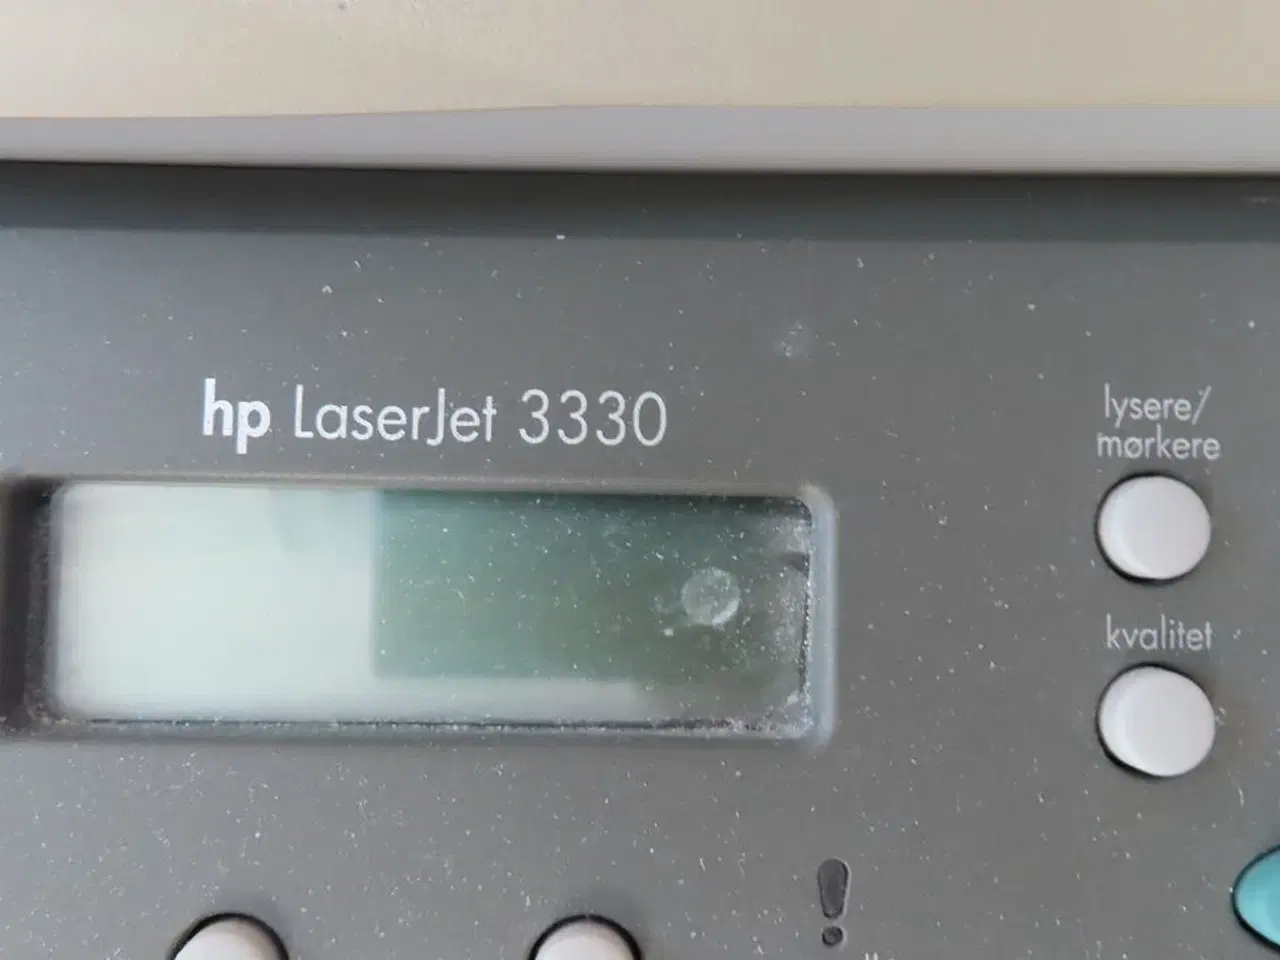 hp LaserJet 3330
lysere/
mørkere
kvalitet
!